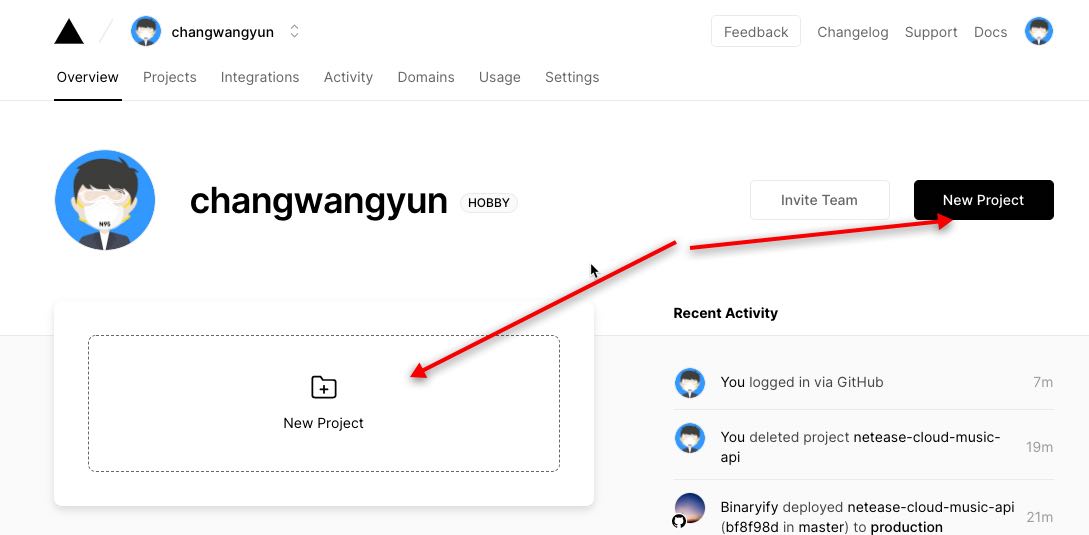 changwangyun
Feedback
Changelog
Support
Docs
Overview
Projects
Integrations
Activity
Domains
Usage
Settings
N95
changwangyun
HOBBY
Invite Team
New Project
New Project
Recent Activity
You logged in via GitHub
7m
You deleted project netease-cloud-music-
api
19m
Binaryify deployed netease-cloud-music-api
(bf8f98d in master) to production
21m